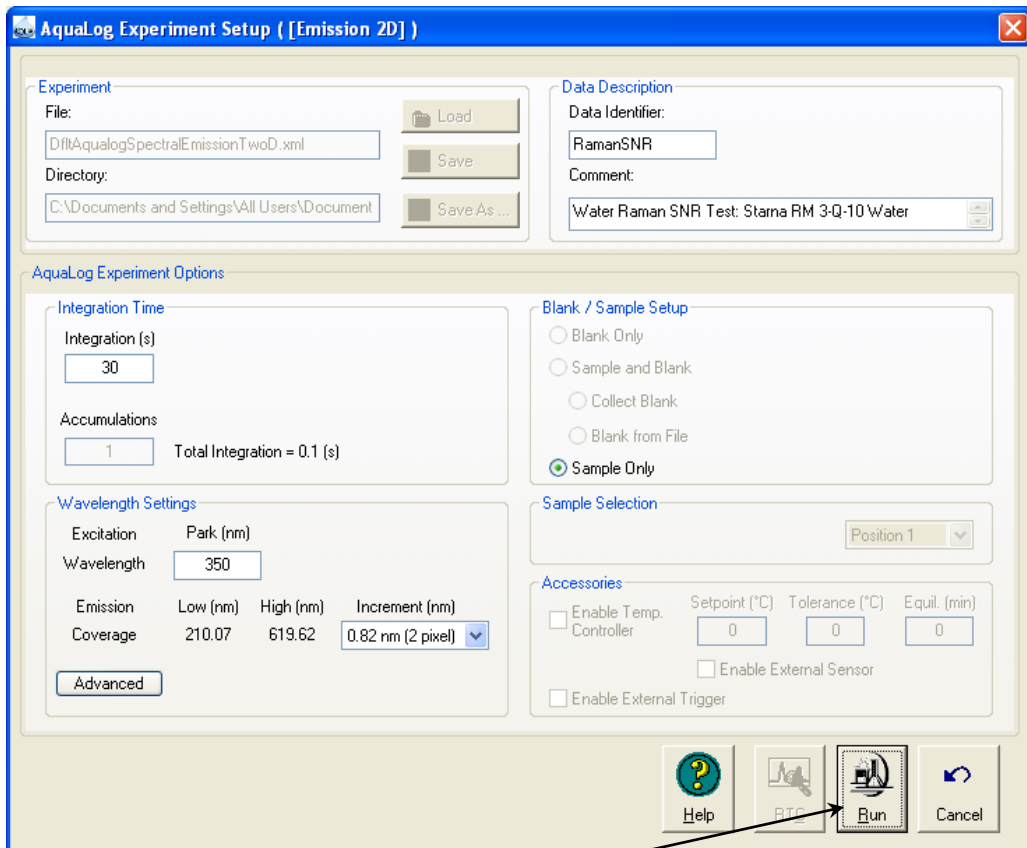 AquaLog Experiment Setup ( [Emission 2D] )
Experiment
File:
DfltAqualogSpectralEmissionTwoD.xml
Directory:
C:\Documents and Settings\All Users\Document
Load
Save
Save As ...
Data Description
Data Identifier:
RamanSNR
Comment:
Water Raman SNR Test: Starna RM 3-Q-10 Water
AquaLog Experiment Options
Integration Time
Integration (s)
30
Accumulations
1 Total Integration = 0.1 (s)
Blank / Sample Setup
Blank Only
Sample and Blank
Collect Blank
Blank from File
Sample Only
Wavelength Settings
Excitation Park (nm)
Wavelength 350
Emission Low (nm) High (nm) Increment (nm)
Coverage 210.07 619.62 0.82 nm (2 pixel)
Advanced
Sample Selection
Position 1
Accessories
Enable Temp. Controller
Setpoint (°C) Tolerance (°C) Equil. (min)
0 0 0
Enable External Sensor
Enable External Trigger
Help RTC Run Cancel